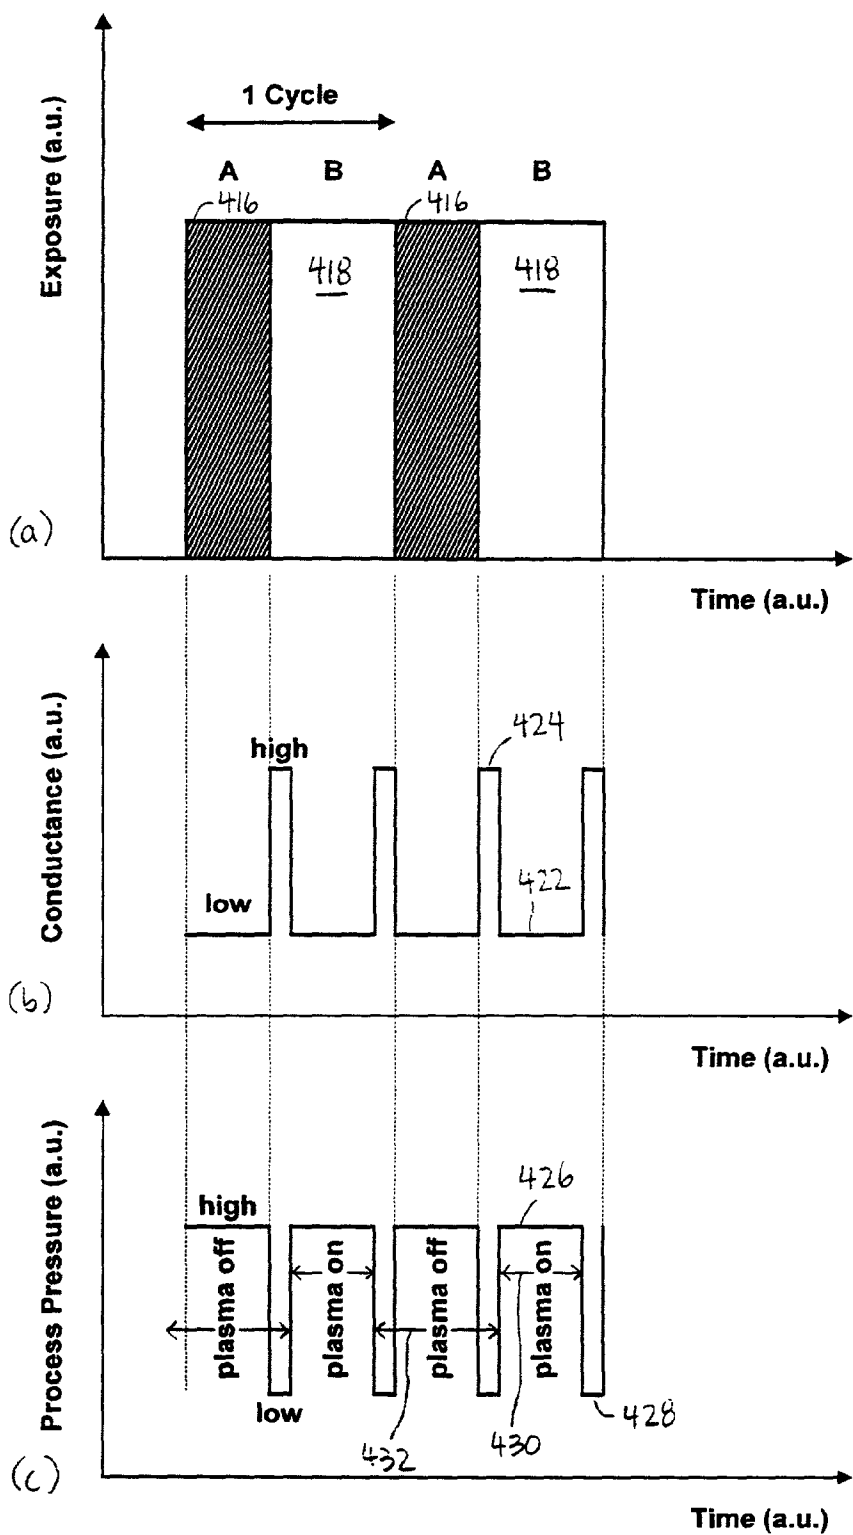 Exposure (a.u.)
1 Cycle
A B A B
416 416
418 418
(a)
Time (a.u.)
Conductance (a.u.)
high
424
low
422
(b)
Time (a.u.)
Process Pressure (a.u.)
high
426
plasma off
plasma on
plasma off
plasma on
low
428
432
430
(c)
Time (a.u.)